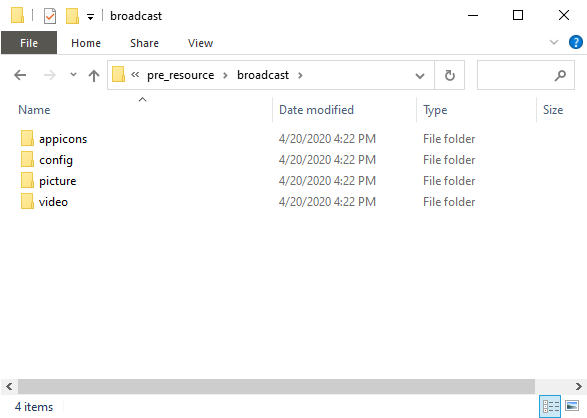 broadcast
File Home Share View
pre_resource broadcast
Name Date modified Type Size
appicons 4/20/2020 4:22 PM File folder
config 4/20/2020 4:22 PM File folder
picture 4/20/2020 4:22 PM File folder
video 4/20/2020 4:22 PM File folder
4 items